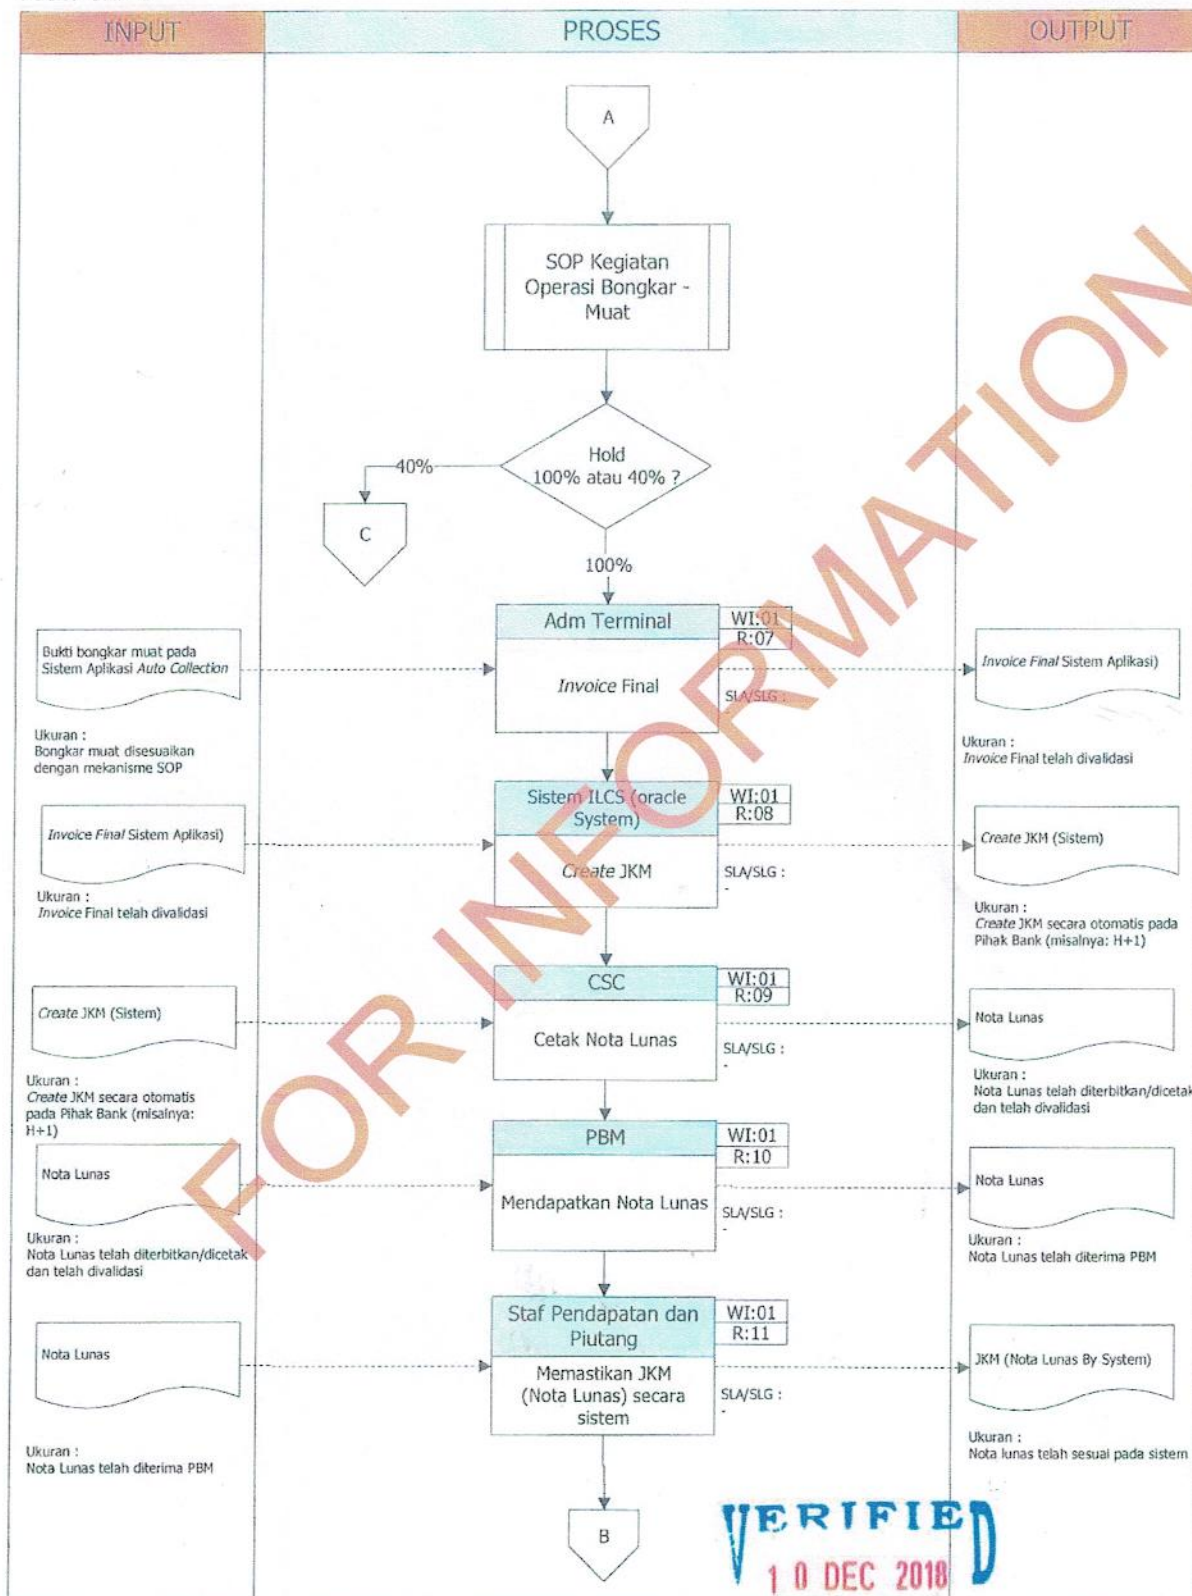 INPUT
PROSES
OUTPUT
A
SOP Kegiatan
Operasi Bongkar -
Muat
Hold
100% atau 40% ?
40%
C
100%
Bukti bongkar muat pada
Sistem Aplikasi Auto Collection
Ukuran :
Bongkar muat disesuaikan
dengan mekanisme SOP
Adm Terminal
Invoice Final
WI:01
R:07
SLA/SLG :
-
Invoice Final Sistem Aplikasi)
Ukuran :
Invoice Final telah divalidasi
Invoice Final Sistem Aplikasi)
Ukuran :
Invoice Final telah divalidasi
Sistem ILCS (oracle
System)
Create JKM
WI:01
R:08
SLA/SLG :
-
Create JKM (Sistem)
Ukuran :
Create JKM secara otomatis pada
Pihak Bank (misalnya: H+1)
Create JKM (Sistem)
Ukuran :
Create JKM secara otomatis
pada Pihak Bank (misalnya:
H+1)
CSC
Cetak Nota Lunas
WI:01
R:09
SLA/SLG :
-
Nota Lunas
Ukuran :
Nota Lunas telah diterbitkan/dicetak
dan telah divalidasi
Nota Lunas
Ukuran :
Nota Lunas telah diterbitkan/dicetak
dan telah divalidasi
PBM
Mendapatkan Nota Lunas
WI:01
R:10
SLA/SLG :
-
Nota Lunas
Ukuran :
Nota Lunas telah diterima PBM
Nota Lunas
Ukuran :
Nota Lunas telah diterima PBM
Staf Pendapatan dan
Piutang
Memastikan JKM
(Nota Lunas) secara
sistem
WI:01
R:11
SLA/SLG :
-
JKM (Nota Lunas By System)
Ukuran :
Nota lunas telah sesuai pada sistem
B
FOR INFORMATION
VERIFIED
10 DEC 2018